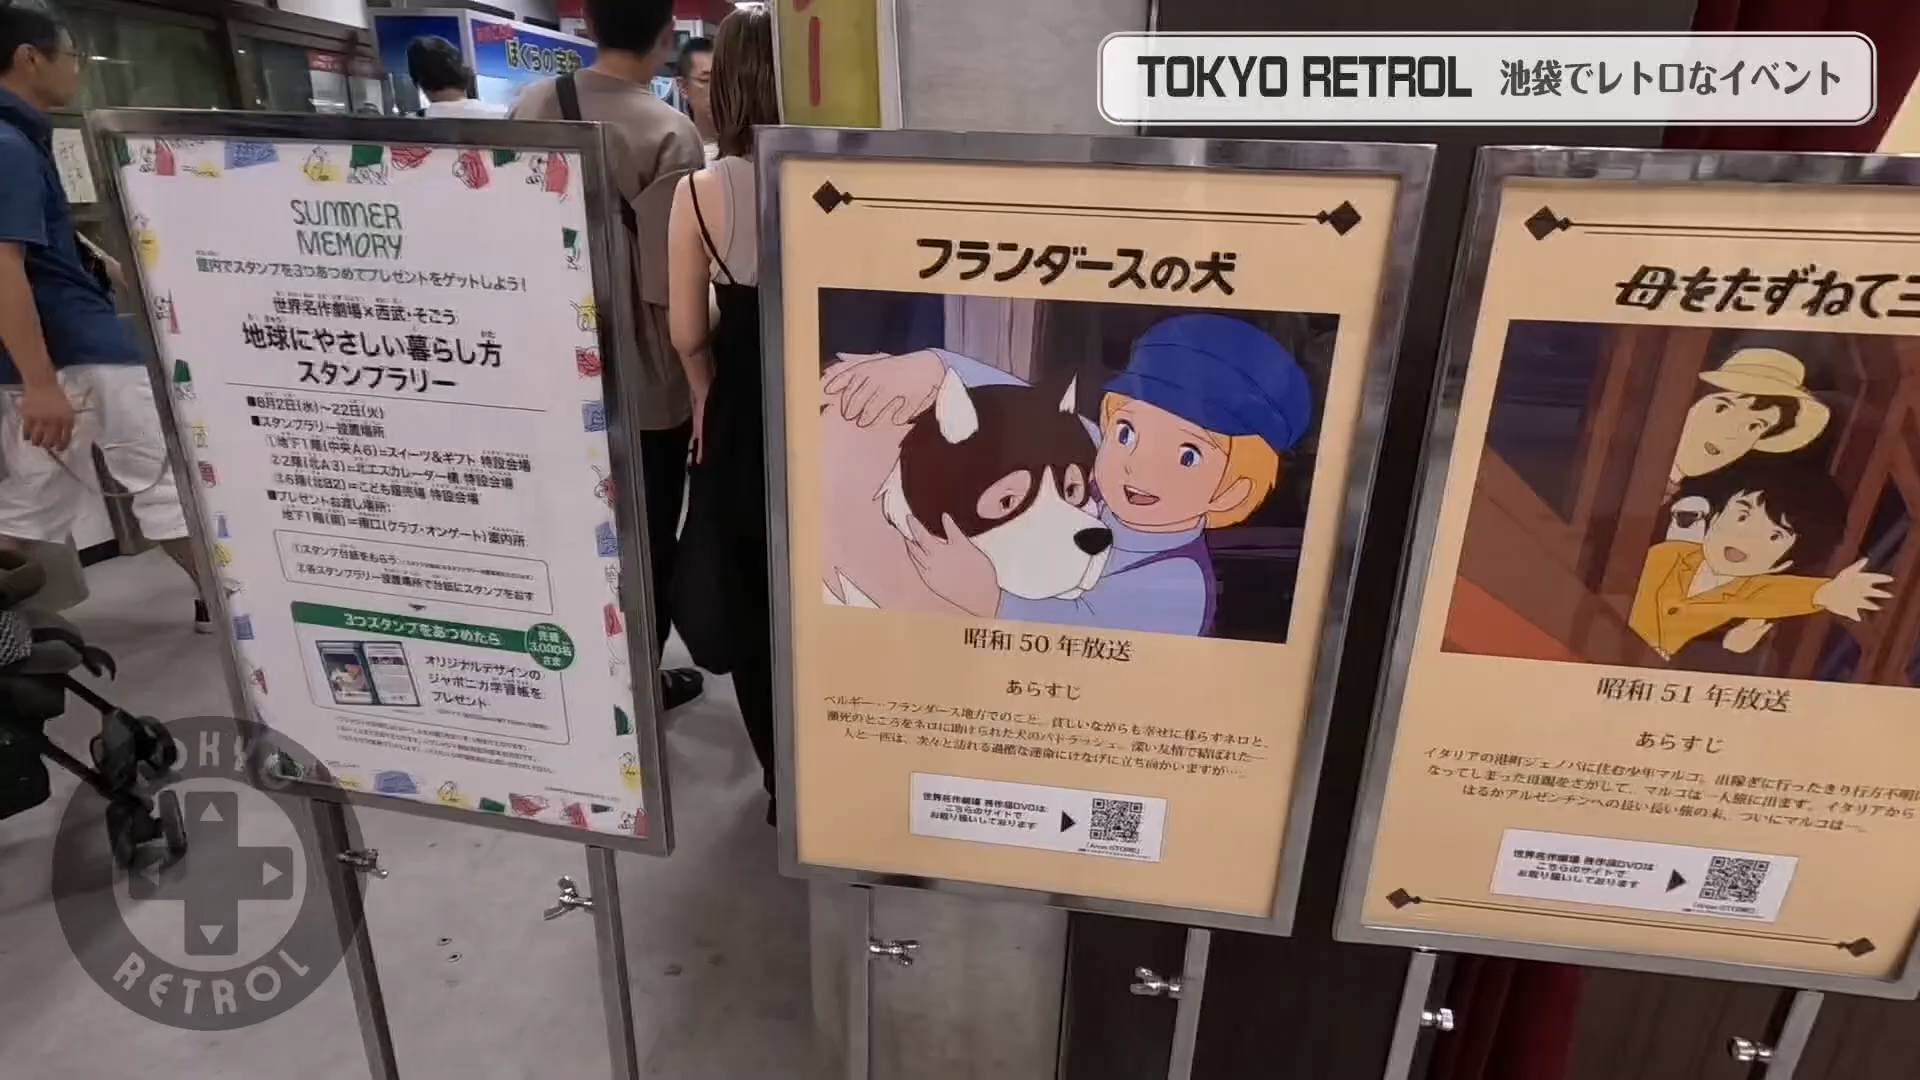 TOKYO RETROL 池袋でレトロなイベント
ぼくらの宝物
SUMMER
MEMORY
館内でスタンプを3つあつめてプレゼントをゲットしよう!
世界名作劇場×西武・そごう
地球にやさしい暮らし方
スタンプラリー
■8月2日(水)〜22日(火)
■スタンプラリー設置場所
①地下1階(中央A6)=スイーツ&ギフト 特設会場
②2階(北A3)=北エスカレーター横 特設会場
③6階(北B2)=こども服売場 特設会場
■プレゼントお渡し場所:
地下1階(南)=南口(クラブ・オンゲート)案内所
①スタンプ台紙をもらう
②各スタンプラリー設置場所で台紙にスタンプをおす
3つスタンプをあつめたら
先着
3,000名
さま
オリジナルデザインの
ジャポニカ学習帳を
プレゼント
フランダースの犬
昭和 50 年放送
あらすじ
ベルギー・フランダース地方でのこと。貧しいながらも幸せに暮らすネロと、
瀕死のところをネロに助けられた犬のパトラッシュ。深い友情で結ばれた一
人と一匹は、次々と訪れる過酷な運命にけなげに立ち向かいますが…。
世界名作劇場 各作品DVDは
こちらのサイトで
お取り扱いしております
母をたずねて三
昭和 51 年放送
あらすじ
イタリアの港町ジェノバに住む少年マルコ。出稼ぎに行ったきり行方不明に
なってしまった母親をさがして、マルコは一人旅に出ます。イタリアから
はるかアルゼンチンへの長い長い旅の末、ついにマルコは…。
世界名作劇場 各作品DVDは
こちらのサイトで
お取り扱いしております
TOKYO
RETROL